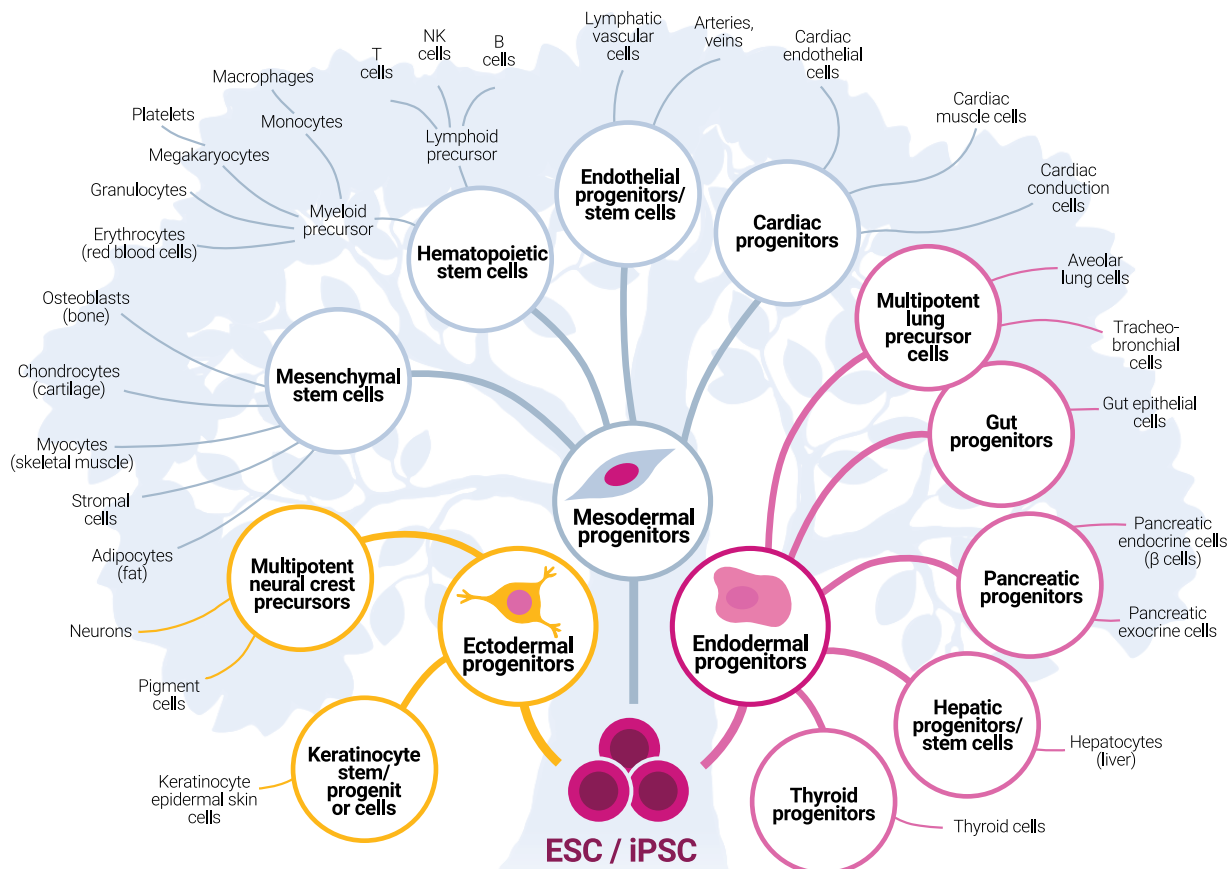 Lymphatic
vascular
cells
Arteries,
veins
Cardiac
endothelial
cells
NK
cells
B
cells
T
cells
Macrophages
Monocytes
Platelets
Megakaryocytes
Granulocytes
Erythrocytes
(red blood cells)
Myeloid
precursor
Lymphoid
precursor
Hematopoietic
stem cells
Endothelial
progenitors/
stem cells
Cardiac
progenitors
Cardiac
muscle cells
Cardiac
conduction
cells
Osteoblasts
(bone)
Chondrocytes
(cartilage)
Myocytes
(skeletal muscle)
Stromal
cells
Adipocytes
(fat)
Mesenchymal
stem cells
Mesodermal
progenitors
Multipotent
lung
precursor
cells
Aveolar
lung cells
Tracheo-
bronchial
cells
Gut
progenitors
Gut epithelial
cells
Pancreatic
progenitors
Pancreatic
endocrine cells
(β cells)
Pancreatic
exocrine cells
Multipotent
neural crest
precursors
Neurons
Pigment
cells
Ectodermal
progenitors
Endodermal
progenitors
Keratinocyte
stem/
progenit
or cells
Keratinocyte
epidermal skin
cells
Hepatic
progenitors/
stem cells
Hepatocytes
(liver)
Thyroid
progenitors
Thyroid cells
ESC / iPSC